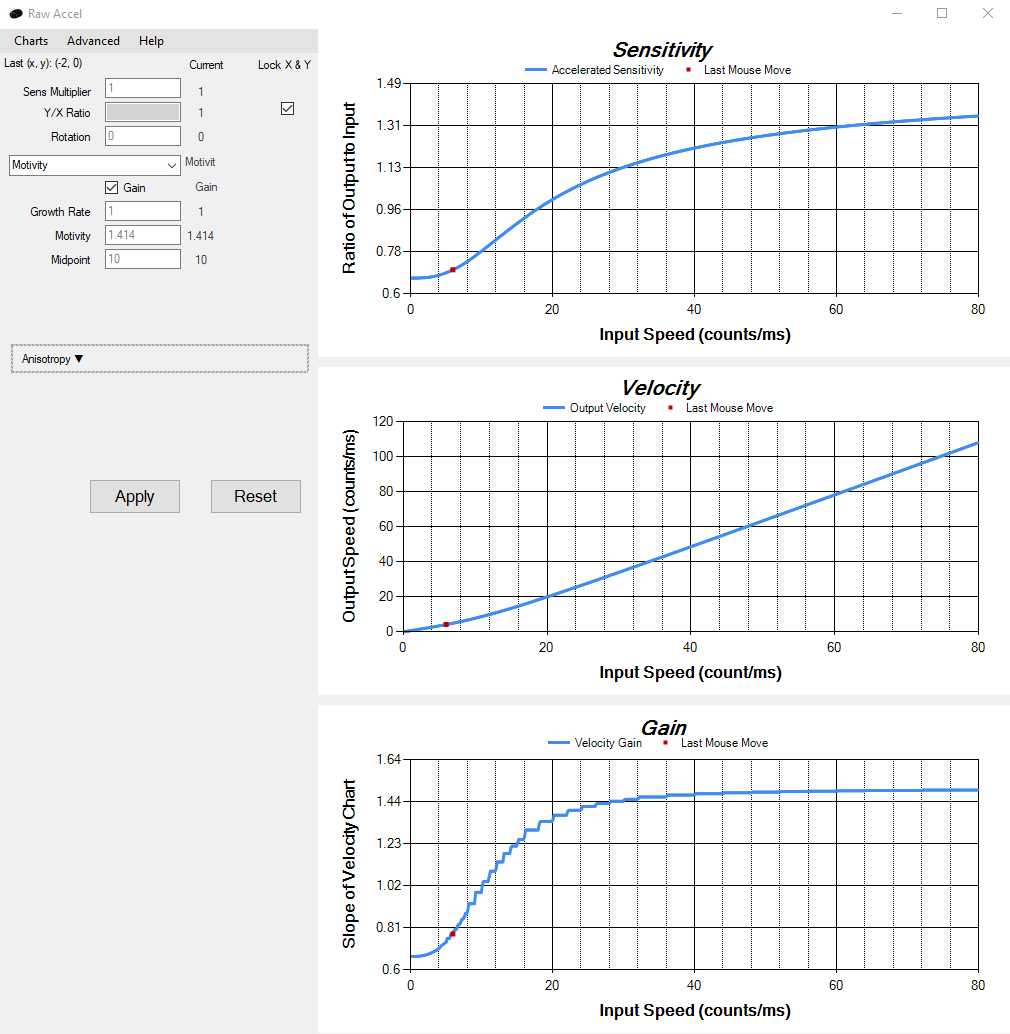 Raw Accel
Charts Advanced Help
Last (x, y): (-2, 0)
Current
Lock X & Y
Sens Multiplier 1 1
Y/X Ratio 1
Rotation 0 0
Motivity Motivit
Gain Gain
Growth Rate 1 1
Motivity 1.414 1.414
Midpoint 10 10
Anisotropy ▼
Apply Reset
Sensitivity
Accelerated Sensitivity Last Mouse Move
Ratio of Output to Input
1.49
1.31
1.13
0.96
0.78
0.6
0 20 40 60 80
Input Speed (counts/ms)
Velocity
Output Velocity Last Mouse Move
Output Speed (counts/ms)
120
100
80
60
40
20
0
0 20 40 60 80
Input Speed (count/ms)
Gain
Velocity Gain Last Mouse Move
Slope of Velocity Chart
1.64
1.44
1.23
1.02
0.81
0.6
0 20 40 60 80
Input Speed (counts/ms)